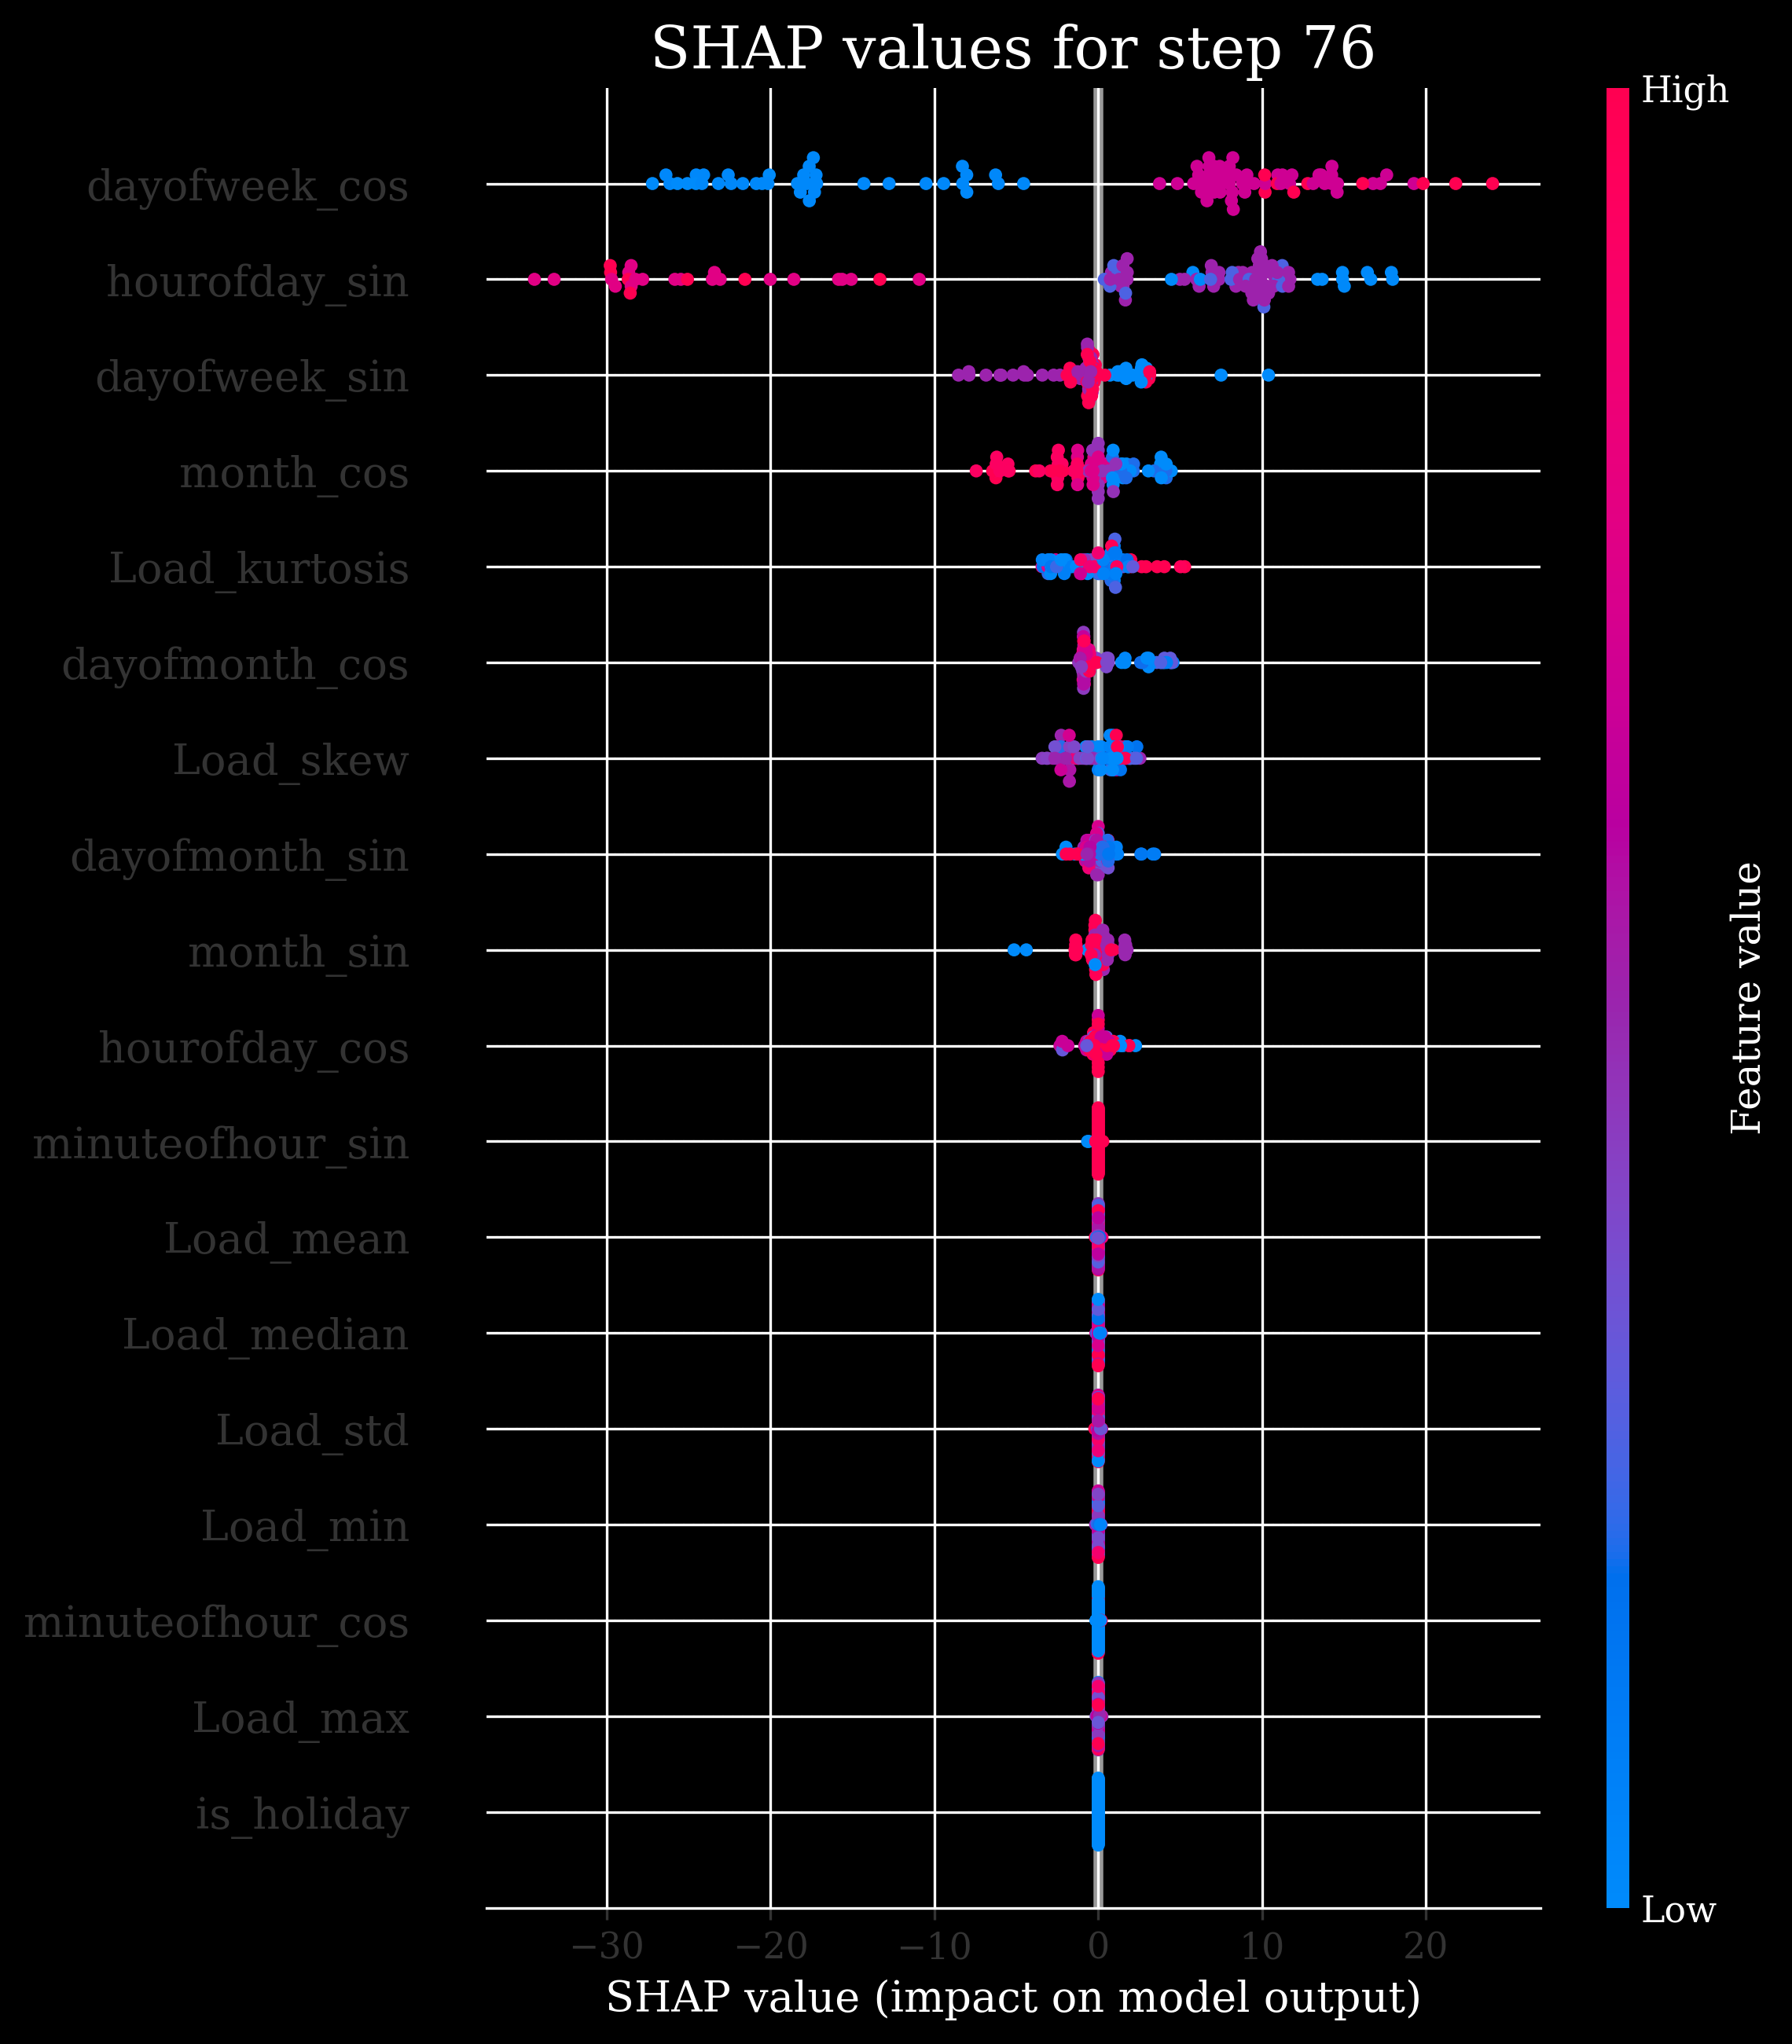 SHAP values for step 76
High
dayofweek_cos
hourofday_sin
dayofweek_sin
month_cos
Load_kurtosis
dayofmonth_cos
Load_skew
dayofmonth_sin
month_sin
hourofday_cos
minuteofhour_sin
Load_mean
Load_median
Load_std
Load_min
minuteofhour_cos
Load_max
is_holiday
Feature value
Low
−30 −20 −10 0 10 20
SHAP value (impact on model output)